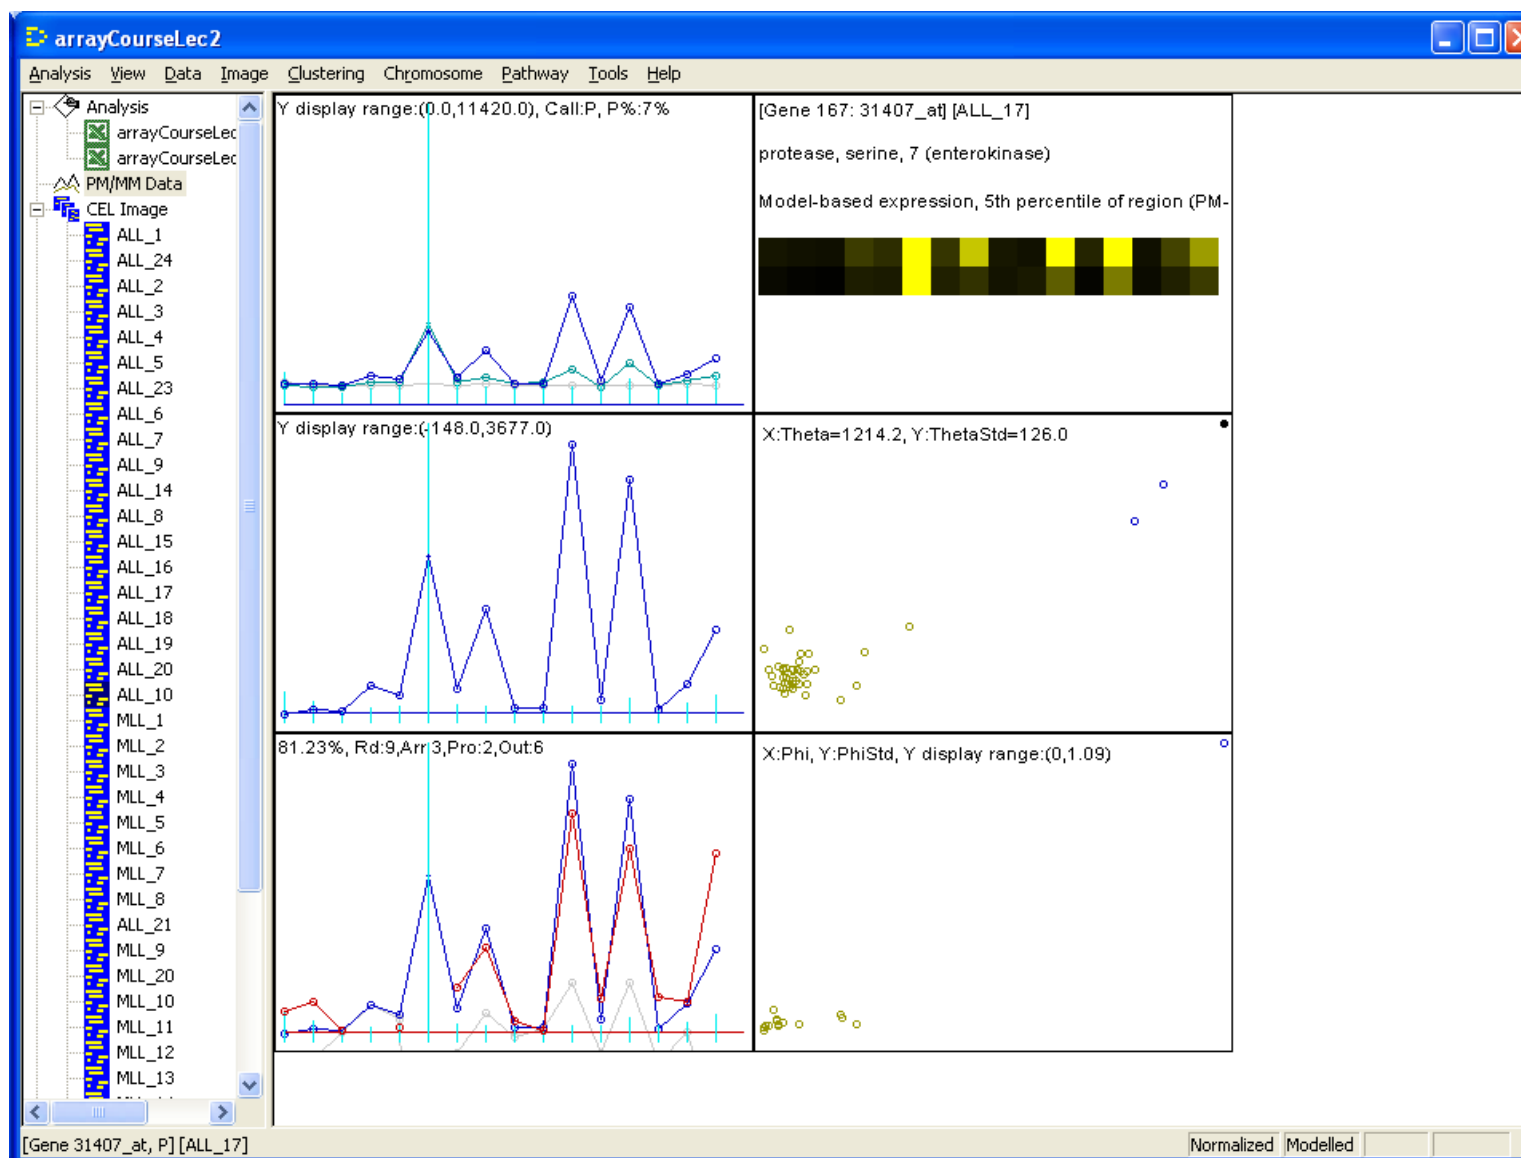 arrayCourseLec2
Analysis View Data Image Clustering Chromosome Pathway Tools Help
Analysis
arrayCourseLec
arrayCourseLec
PM/MM Data
CEL Image
ALL_1
ALL_24
ALL_2
ALL_3
ALL_4
ALL_5
ALL_23
ALL_6
ALL_7
ALL_9
ALL_14
ALL_8
ALL_15
ALL_16
ALL_17
ALL_18
ALL_19
ALL_20
ALL_10
MLL_1
MLL_2
MLL_3
MLL_4
MLL_5
MLL_6
MLL_7
MLL_8
ALL_21
MLL_9
MLL_20
MLL_10
MLL_11
MLL_12
MLL_13
Y display range:(0.0,11420.0), Call:P, P%:7%
[Gene 167: 31407_at] [ALL_17]
protease, serine, 7 (enterokinase)
Model-based expression, 5th percentile of region (PM-
Y display range:(-148.0,3677.0)
X:Theta=1214.2, Y:ThetaStd=126.0
81.23%, Rd:9,Arr:3,Pro:2,Out:6
X:Phi, Y:PhiStd, Y display range:(0,1.09)
[Gene 31407_at, P] [ALL_17]
Normalized Modelled